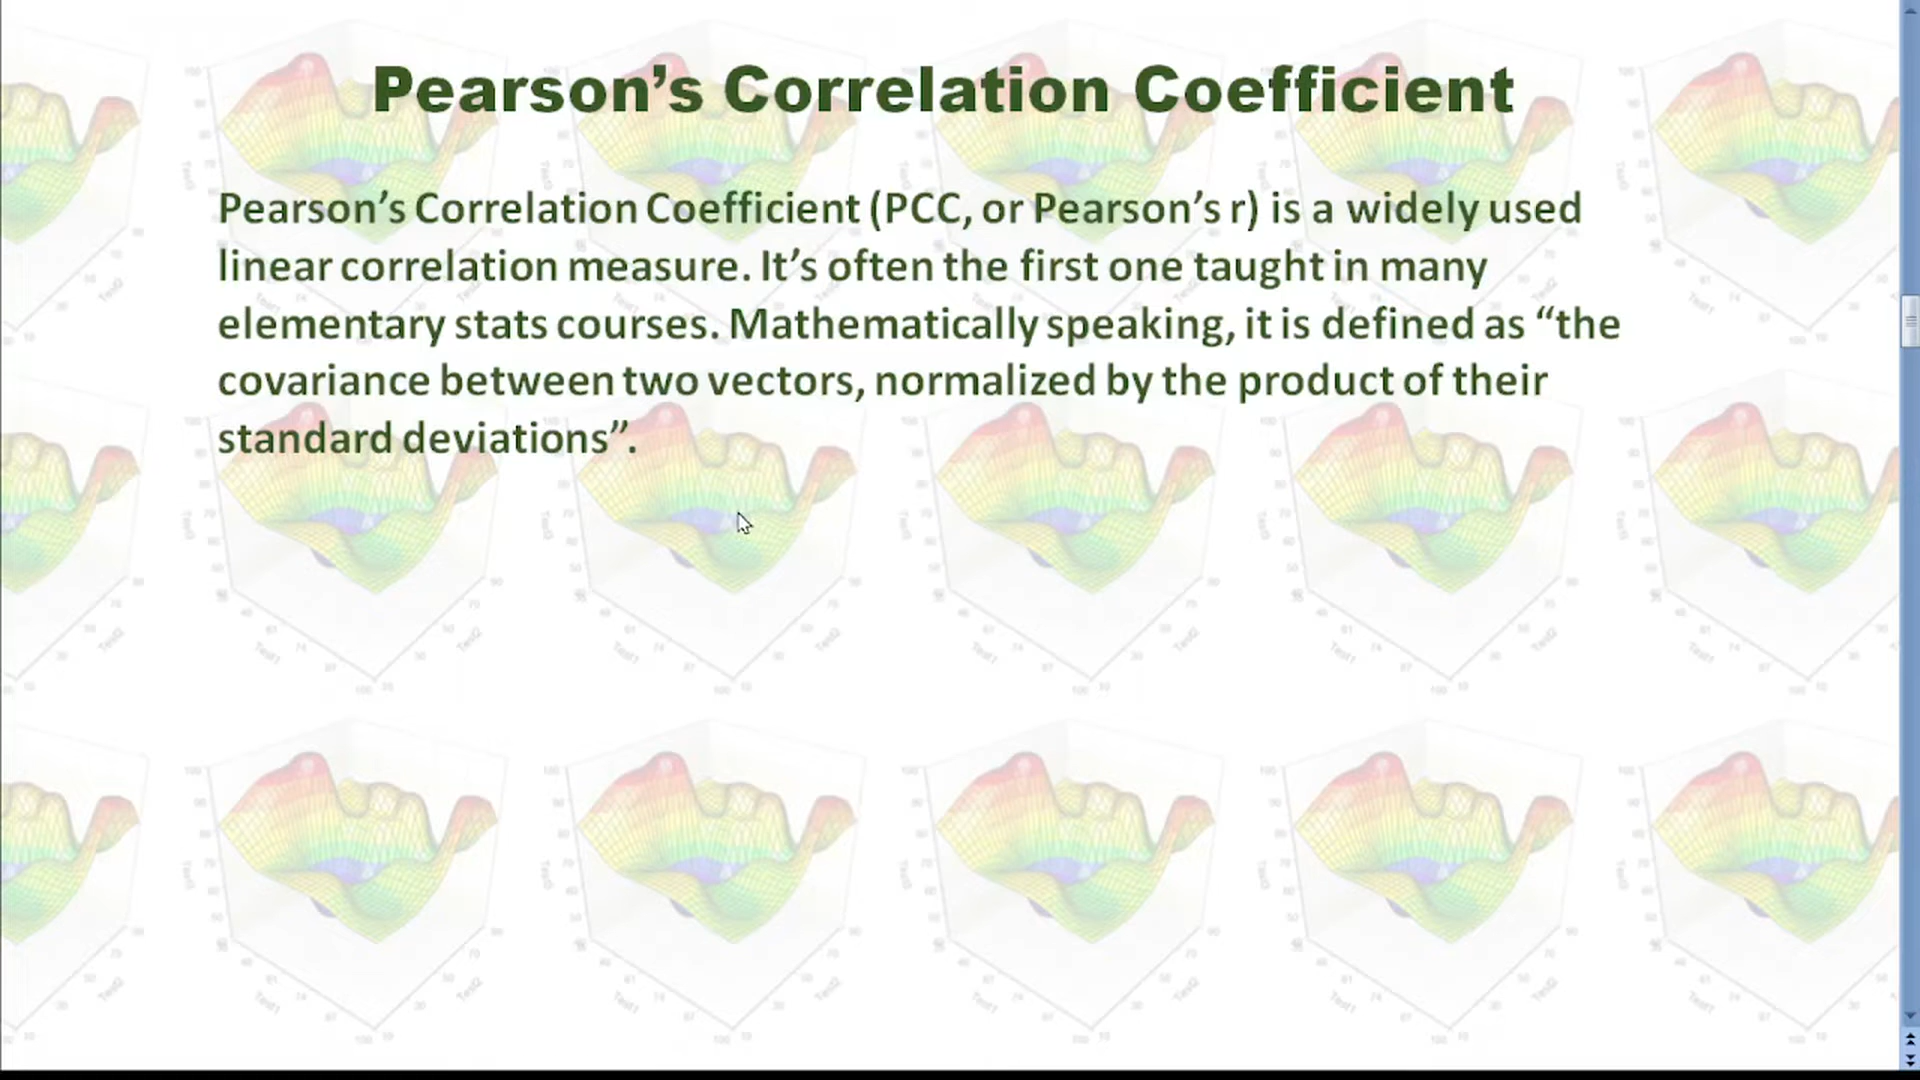 Pearson’s Correlation Coefficient
Pearson’s Correlation Coefficient (PCC, or Pearson’s r) is a widely used
linear correlation measure. It’s often the first one taught in many
elementary stats courses. Mathematically speaking, it is defined as “the
covariance between two vectors, normalized by the product of their
standard deviations”.